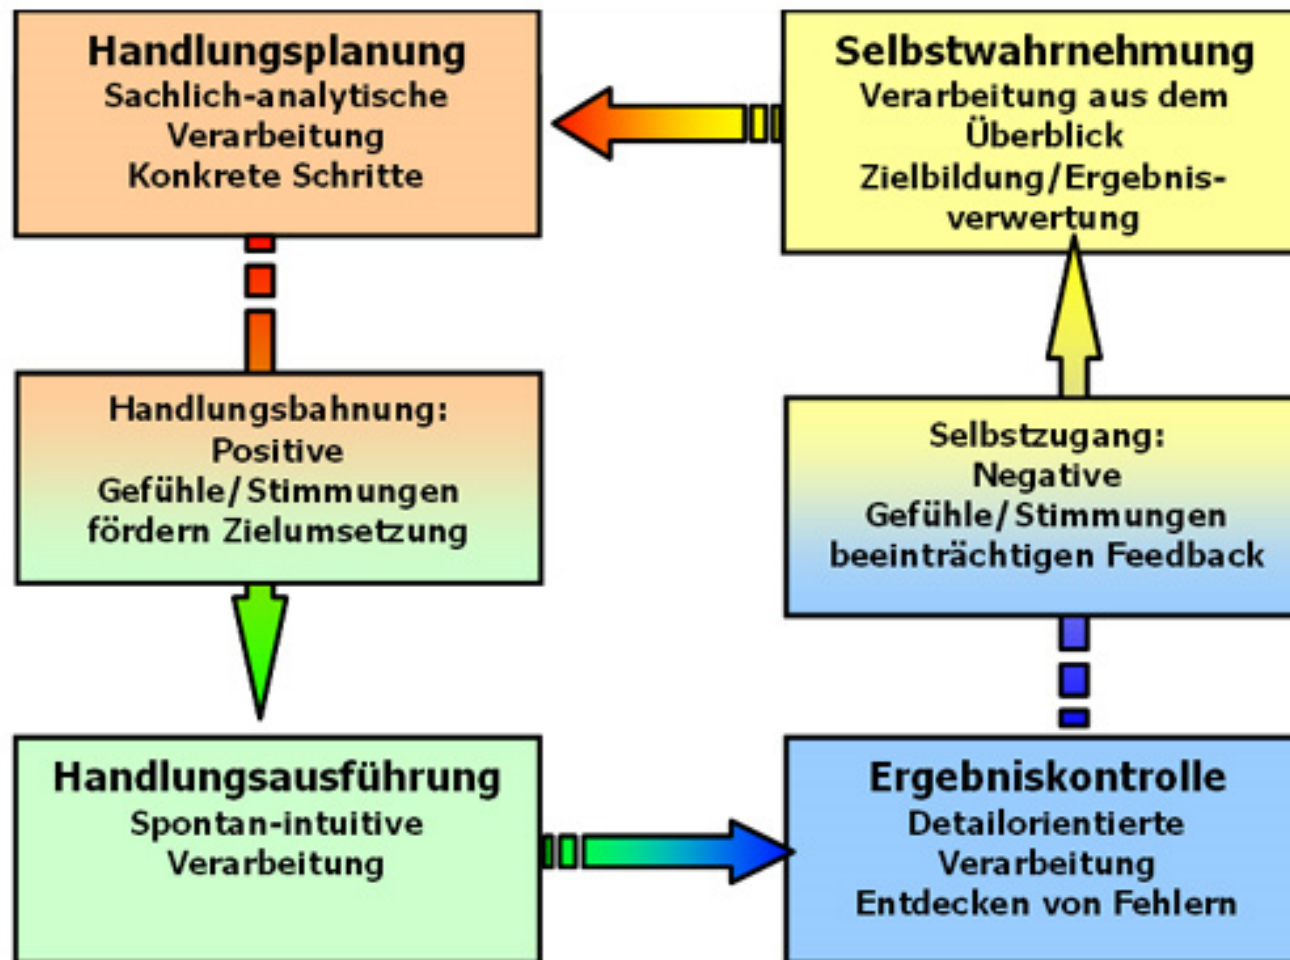 Handlungsplanung
Sachlich-analytische
Verarbeitung
Konkrete Schritte
Selbstwahrnehmung
Verarbeitung aus dem
Überblick
Zielbildung/Ergebnis-
verwertung
Handlungsbahnung:
Positive
Gefühle/Stimmungen
fördern Zielumsetzung
Selbstzugang:
Negative
Gefühle/Stimmungen
beeinträchtigen Feedback
Handlungsausführung
Spontan-intuitive
Verarbeitung
Ergebniskontrolle
Detailorientierte
Verarbeitung
Entdecken von Fehlern